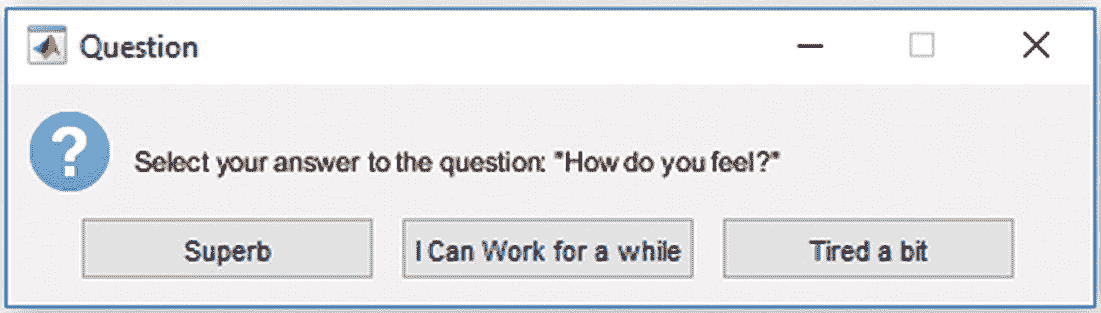 Question
Select your answer to the question: "How do you feel?"
Superb
I Can Work for a while
Tired a bit